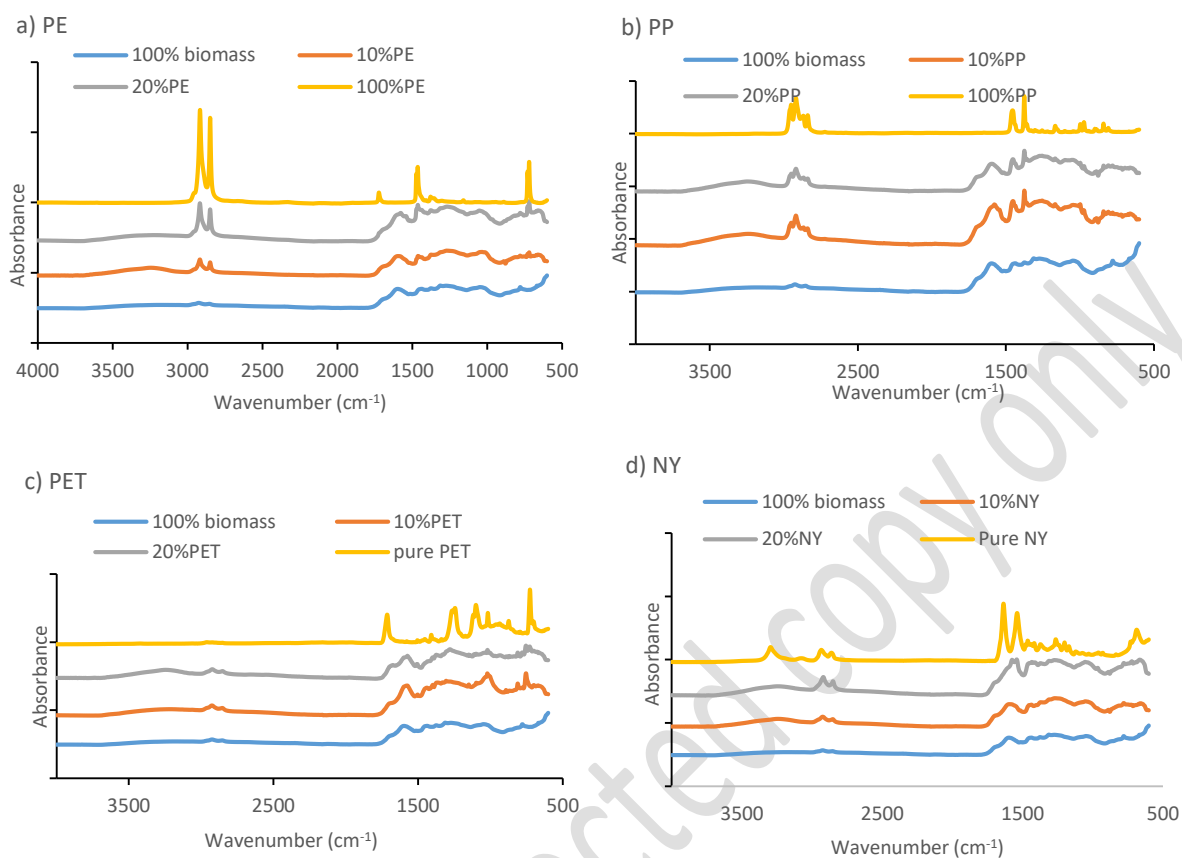 a) PE
100% biomass 10%PE
20%PE 100%PE
Absorbance
4000 3500 3000 2500 2000 1500 1000 500
Wavenumber (cm-1)
b) PP
100% biomass 10%PP
20%PP 100%PP
Absorbance
3500 2500 1500 500
Wavenumber (cm-1)
c) PET
100% biomass 10%PET
20%PET pure PET
Absorbance
3500 2500 1500 500
Wavenumber (cm-1)
d) NY
100% biomass 10%NY
20%NY Pure NY
Absorbance
3500 2500 1500 500
Wavenumber (cm-1)
copy only